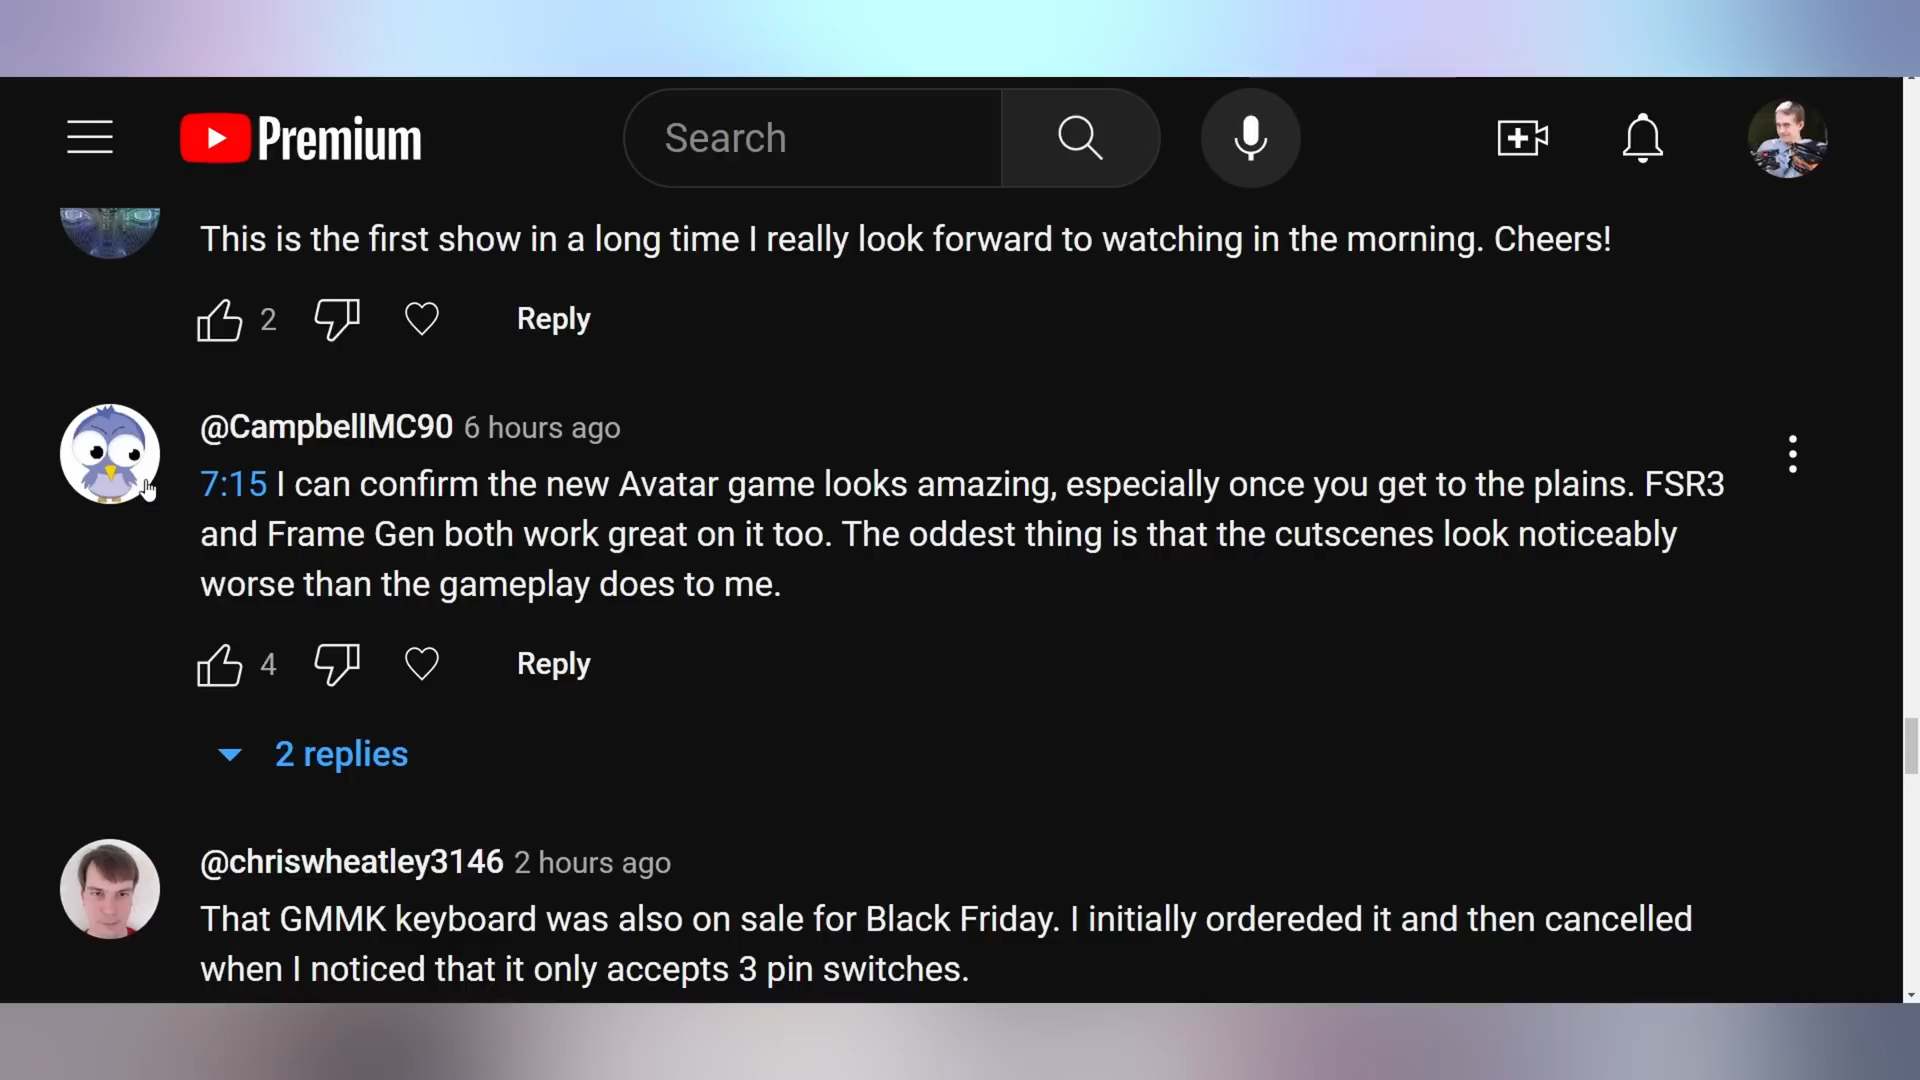 Premium
Search
This is the first show in a long time I really look forward to watching in the morning. Cheers!
2
Reply
@CampbellMC90 6 hours ago
7:15 I can confirm the new Avatar game looks amazing, especially once you get to the plains. FSR3
and Frame Gen both work great on it too. The oddest thing is that the cutscenes look noticeably
worse than the gameplay does to me.
4
Reply
2 replies
@chriswheatley3146 2 hours ago
That GMMK keyboard was also on sale for Black Friday. I initially ordereded it and then cancelled
when I noticed that it only accepts 3 pin switches.